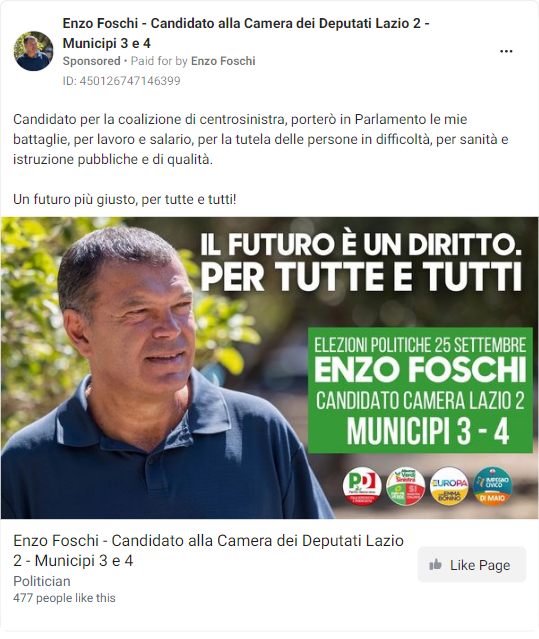 Enzo Foschi - Candidato alla Camera dei Deputati Lazio 2 -
Municipi 3 e 4
Sponsored • Paid for by Enzo Foschi
ID: 450126747146399
Candidato per la coalizione di centrosinistra, porterò in Parlamento le mie
battaglie, per lavoro e salario, per la tutela delle persone in difficoltà, per sanità e
istruzione pubbliche e di qualità.
Un futuro più giusto, per tutte e tutti!
IL FUTURO È UN DIRITTO.
PER TUTTE E TUTTI
ELEZIONI POLITICHE 25 SETTEMBRE
ENZO FOSCHI
CANDIDATO CAMERA LAZIO 2
MUNICIPI 3 - 4
PD
Sinistra
SI
EUROPA
EMMA
BONINO
IMPEGNO
CIVICO
DI MAIO
Enzo Foschi - Candidato alla Camera dei Deputati Lazio
2 - Municipi 3 e 4
Politician
477 people like this
Like Page